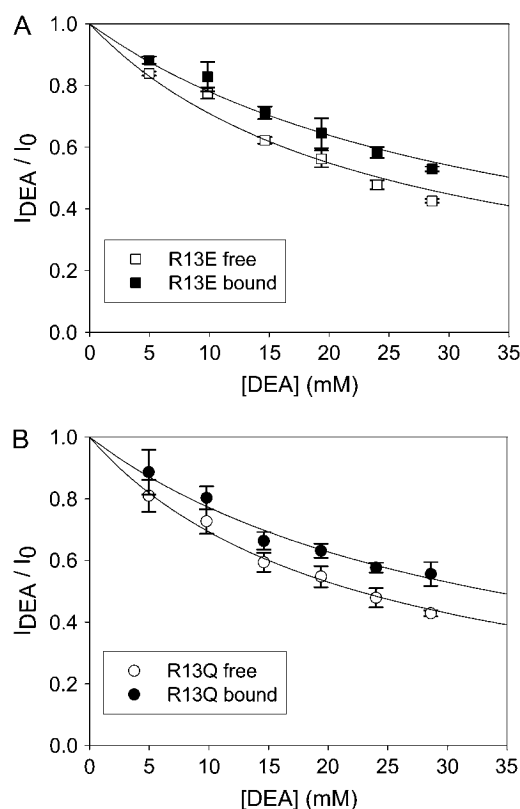 A
1.0
0.8
0.6
0.4
0.2
0.0
I_DEA / I_0
R13E free
R13E bound
0 5 10 15 20 25 30 35
[DEA] (mM)
B
1.0
0.8
0.6
0.4
0.2
0.0
I_DEA / I_0
R13Q free
R13Q bound
0 5 10 15 20 25 30 35
[DEA] (mM)